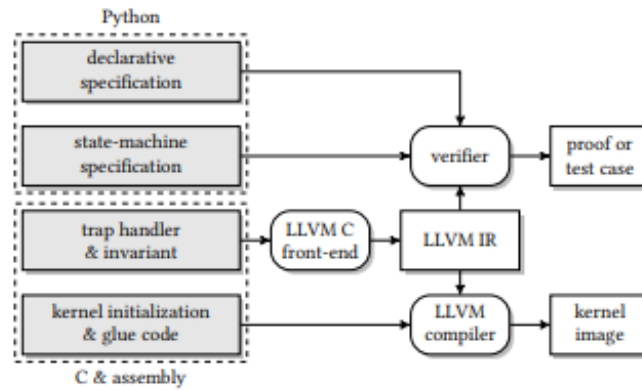 Python
declarative
specification
state-machine
specification
verifier
proof or
test case
trap handler
& invariant
LLVM C
front-end
LLVM IR
kernel initialization
& glue code
LLVM
compiler
kernel
image
C & assembly